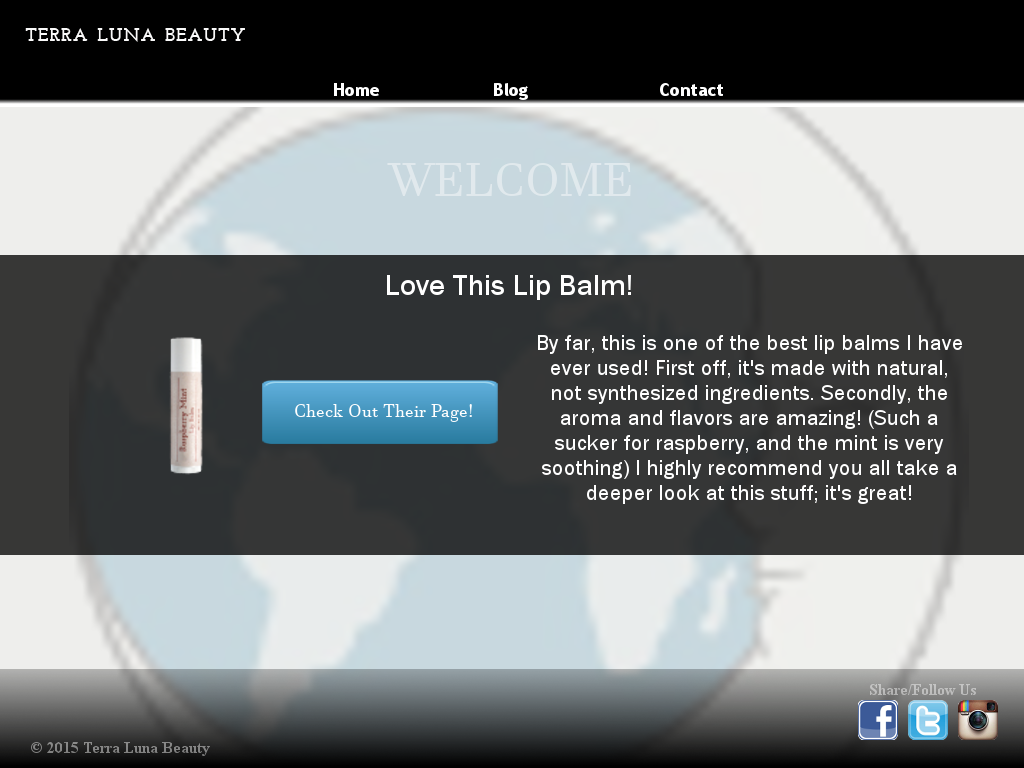 TERRA LUNA BEAUTY
Home Blog Contact
WELCOME
Love This Lip Balm!
By far, this is one of the best lip balms I have
ever used! First off, it's made with natural,
not synthesized ingredients. Secondly, the
aroma and flavors are amazing! (Such a
sucker for raspberry, and the mint is very
soothing) I highly recommend you all take a
deeper look at this stuff; it's great!
Raspberry Mint
Lip Balm
Check Out Their Page!
Share/Follow Us
© 2015 Terra Luna Beauty